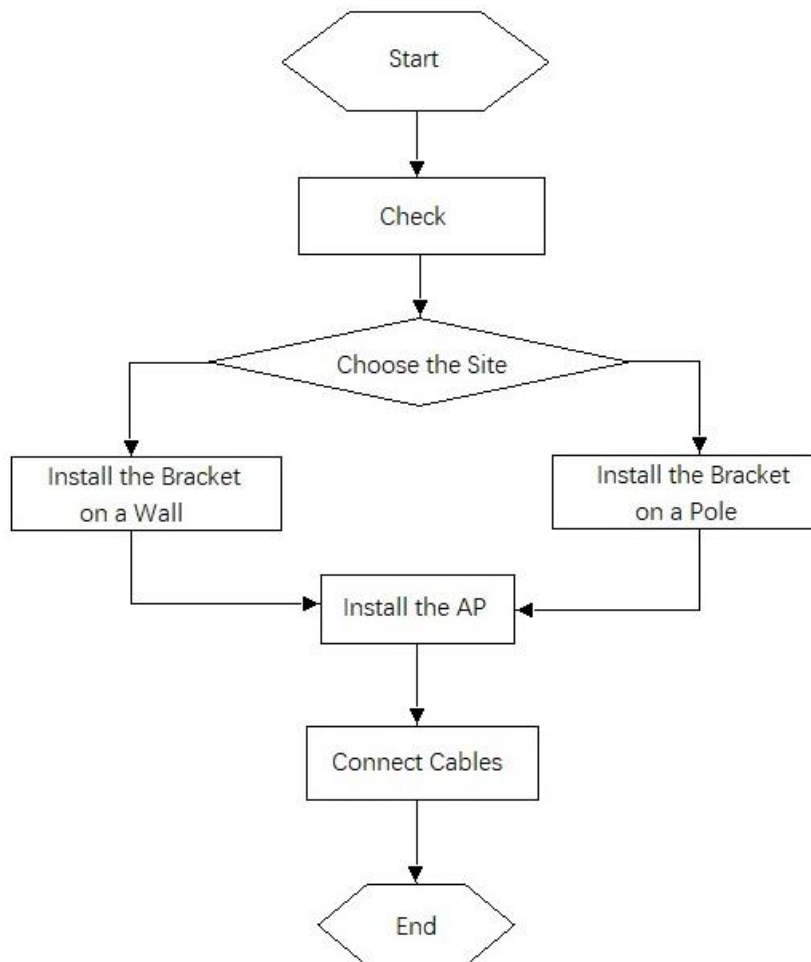 Start
Check
Choose the Site
Install the Bracket
on a Wall
Install the Bracket
on a Pole
Install the AP
Connect Cables
End